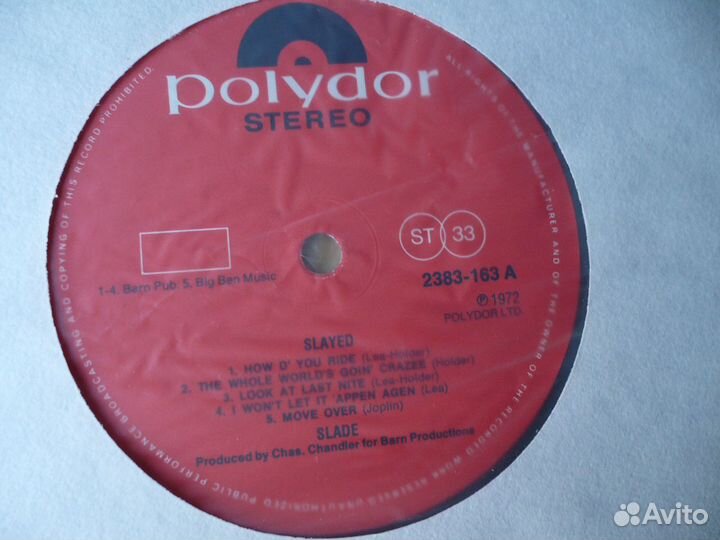 polydor
STEREO
ST 33
1-4. Barn Pub: 5. Big Ben Music
2383-163 A
℗ 1972
POLYDOR LTD.
SLAYED
1. HOW D' YOU RIDE (Lea-Holder)
2. THE WHOLE WORLD'S GOIN' CRAZEE (Holder)
3. LOOK AT LAST NITE (Lea-Holder)
4. I WON'T LET IT 'APPEN AGEN (Lea)
5. MOVE OVER (Joplin)
SLADE
Produced by Chas. Chandler for Barn Productions
ALL RIGHTS OF THE MANUFACTURER AND OF THE OWNER OF THE RECORDED WORK RESERVED UNAUTHORIZED PUBLIC PERFORMANCE BROADCASTING AND COPYING OF THIS RECORD PROHIBITED.
Avito